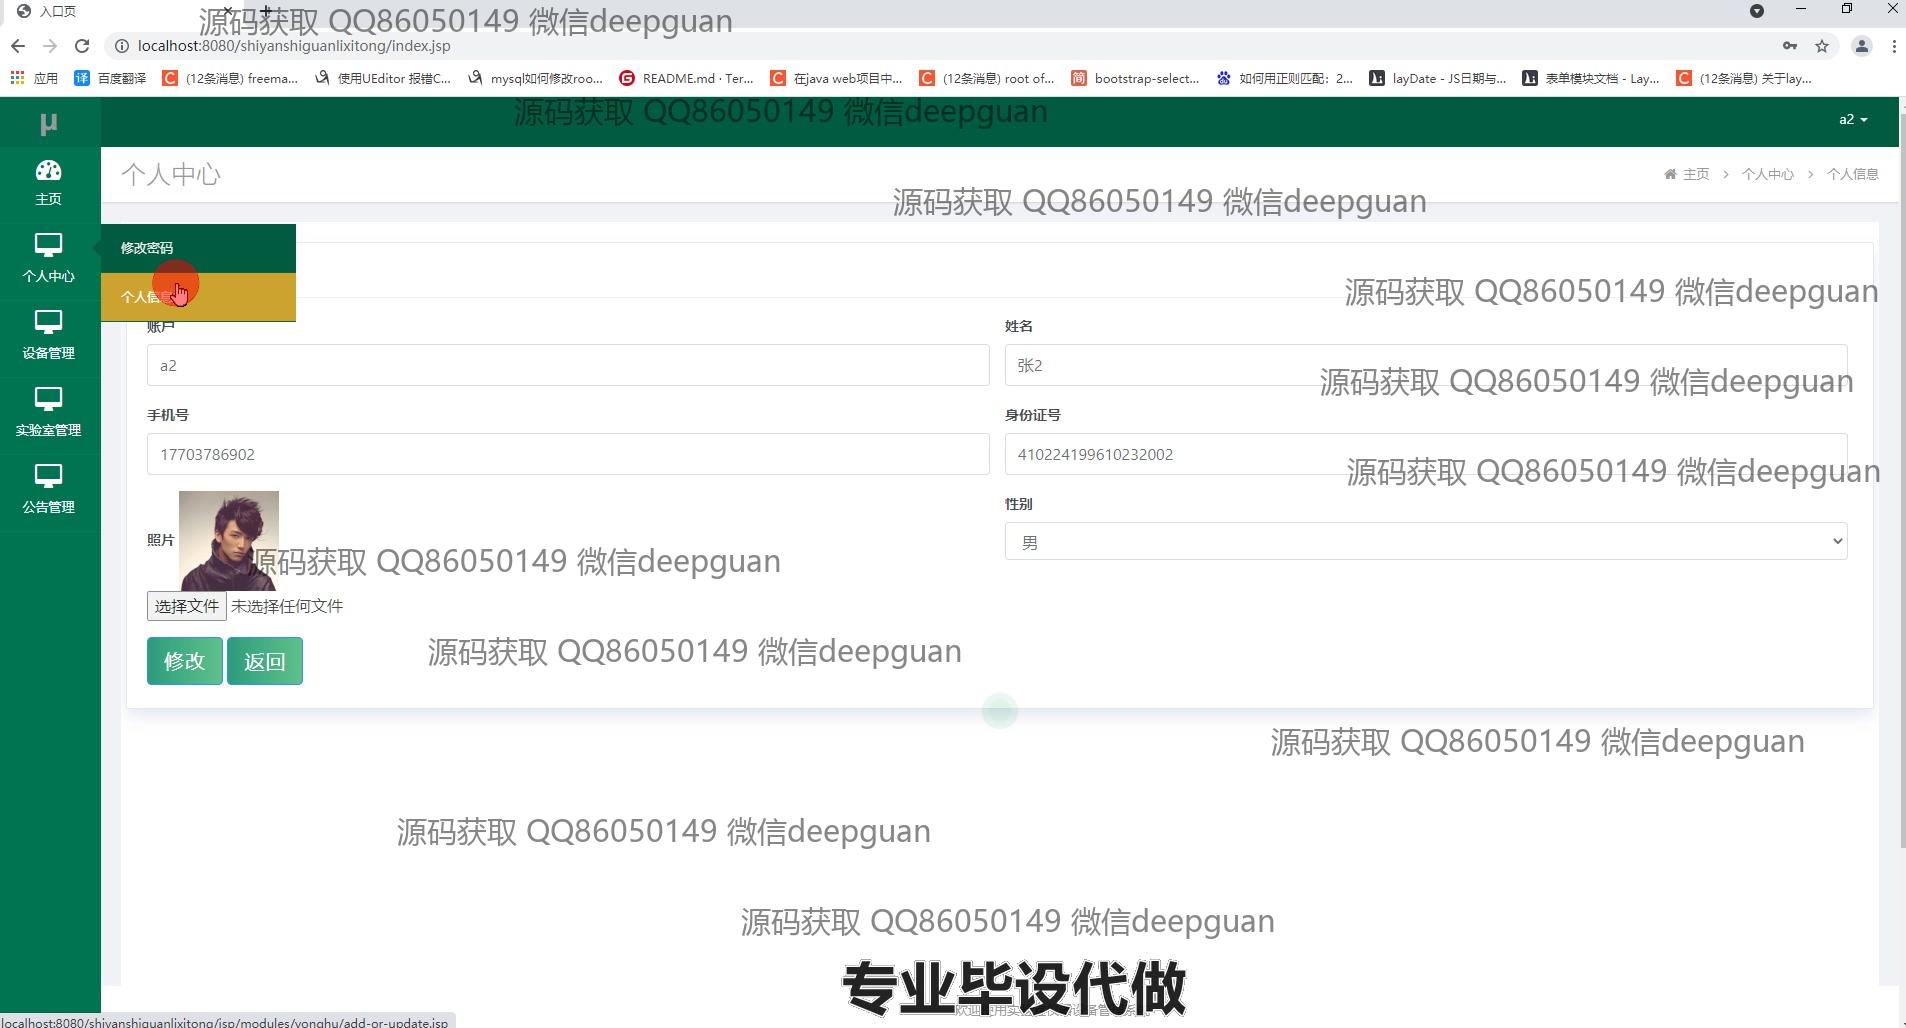 入口页
源码获取 QQ86050149 微信deepguan
localhost:8080/shiyanshiguanlixitong/index.jsp
应用 百度翻译 (12条消息) freema... 使用UEditor 报错C... mysql如何修改roo... README.md · Ter... 在java web项目中... (12条消息) root of... bootstrap-select... 如何用正则匹配：2... layDate - JS日期与... 表单模块文档 - Lay... (12条消息) 关于lay...
源码获取 QQ86050149 微信deepguan
μ
a2
个人中心
主页 > 个人中心 > 个人信息
主页
源码获取 QQ86050149 微信deepguan
修改密码
个人中心
个人信息
源码获取 QQ86050149 微信deepguan
账户
姓名
设备管理
a2
张2
源码获取 QQ86050149 微信deepguan
手机号
身份证号
实验室管理
17703786902
410224199610232002
源码获取 QQ86050149 微信deepguan
公告管理
性别
照片
男
源码获取 QQ86050149 微信deepguan
选择文件 未选择任何文件
修改 返回
源码获取 QQ86050149 微信deepguan
源码获取 QQ86050149 微信deepguan
源码获取 QQ86050149 微信deepguan
源码获取 QQ86050149 微信deepguan
专业毕设代做
localhost:8080/shiyanshiguanlixitong/jsp/modules/yonghu/add-or-update.jsp